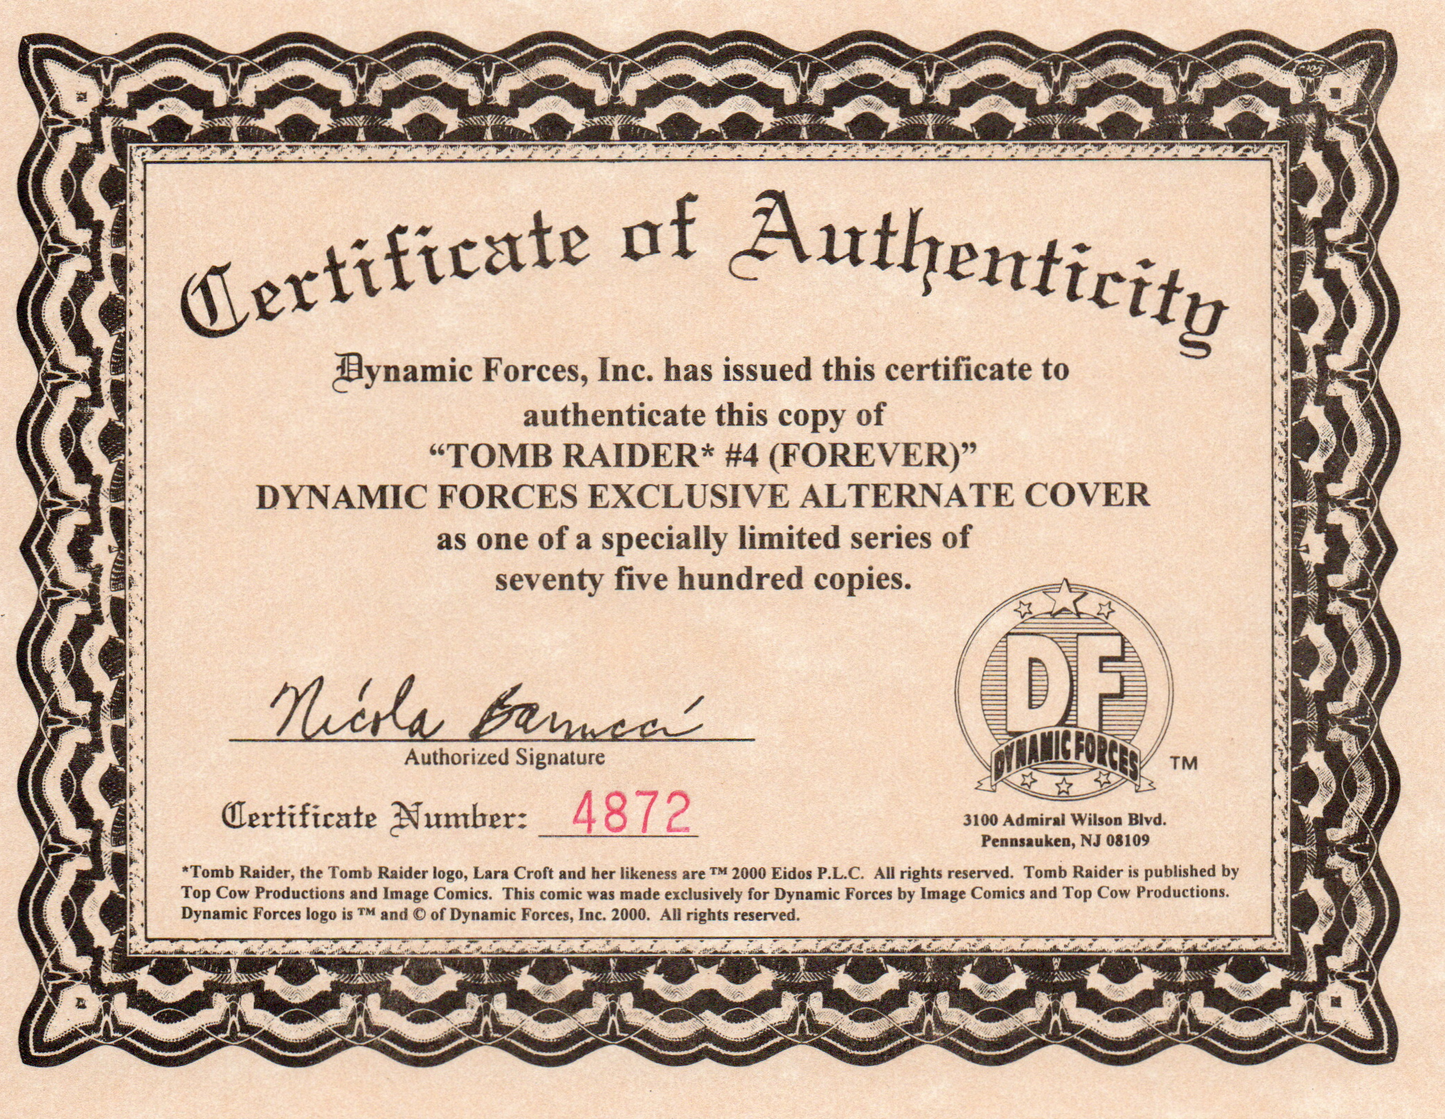 Certificate of Authenticity
Dynamic Forces, Inc. has issued this certificate to
authenticate this copy of
“TOMB RAIDER* #4 (FOREVER)”
DYNAMIC FORCES EXCLUSIVE ALTERNATE COVER
as one of a specially limited series of
seventy five hundred copies.
Nicola Barrucci
Authorized Signature
Certificate Number: 4872
DF
DYNAMIC FORCES
TM
3100 Admiral Wilson Blvd.
Pennsauken, NJ 08109
*Tomb Raider, the Tomb Raider logo, Lara Croft and her likeness are ™ 2000 Eidos P.L.C. All rights reserved. Tomb Raider is published by
Top Cow Productions and Image Comics. This comic was made exclusively for Dynamic Forces by Image Comics and Top Cow Productions.
Dynamic Forces logo is ™ and © of Dynamic Forces, Inc. 2000. All rights reserved.